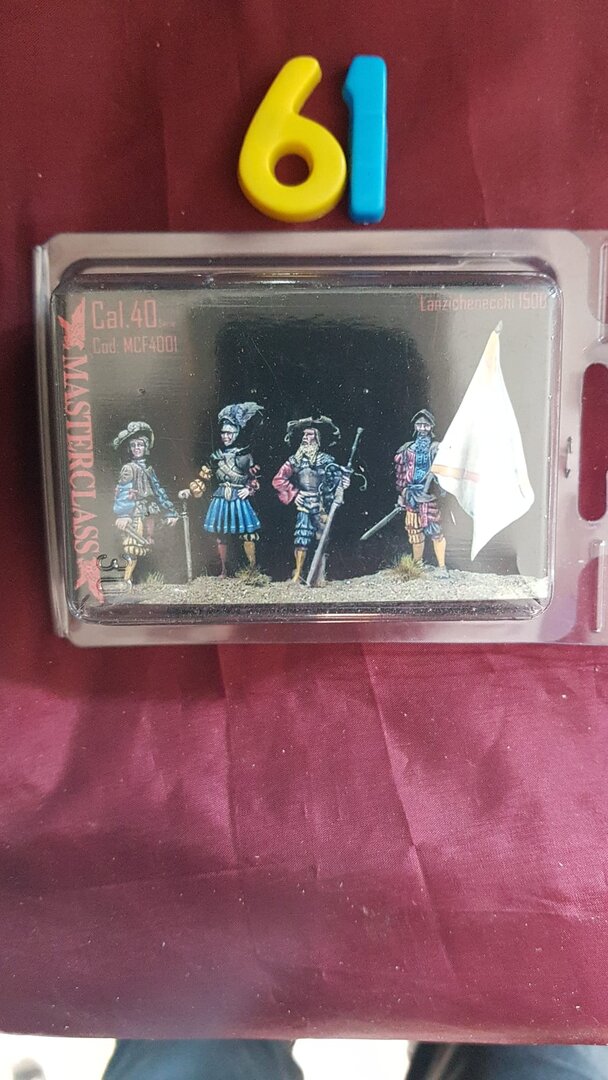 61
Cal.40
Lanzichenecchi 1500
Cod. MCF4001
MASTERCLASS